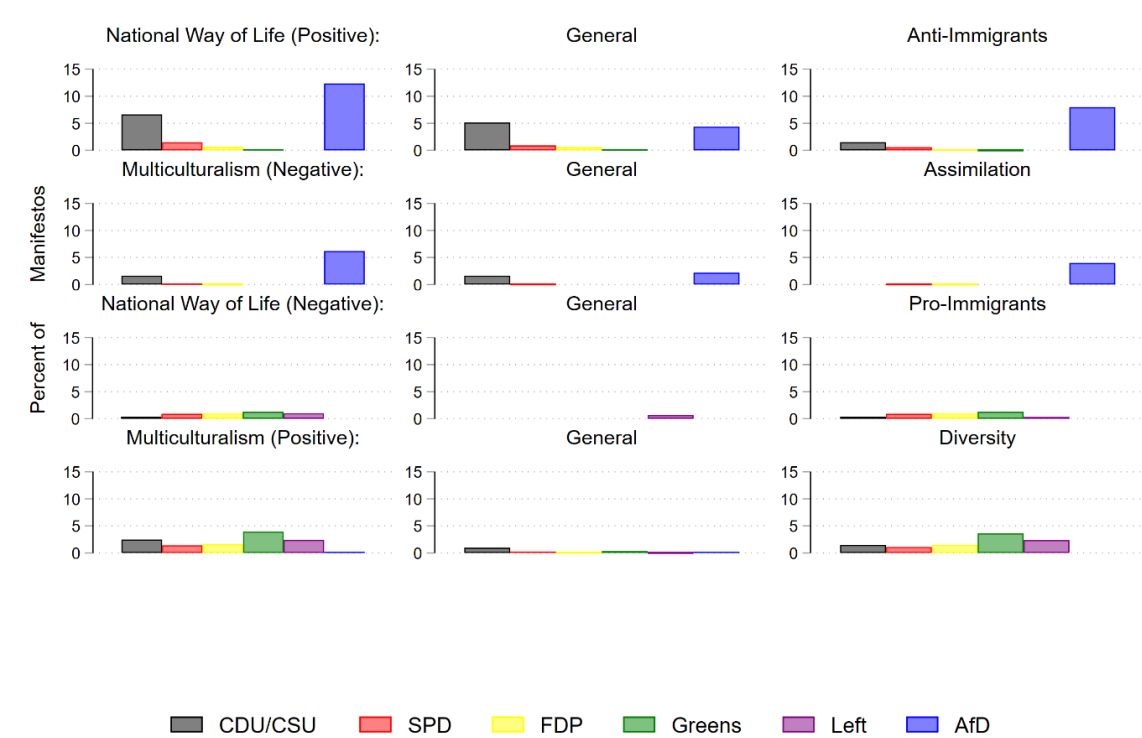 National Way of Life (Positive): General Anti-Immigrants
15 15 15
10 10 10
5 5 5
0 0 0
Multiculturalism (Negative): General Assimilation
15 15 15
10 10 10
5 5 5
0 0 0
National Way of Life (Negative): General Pro-Immigrants
15 15 15
10 10 10
5 5 5
0 0 0
Multiculturalism (Positive): General Diversity
15 15 15
10 10 10
5 5 5
0 0 0
Percent of Manifestos
CDU/CSU SPD FDP Greens Left AfD